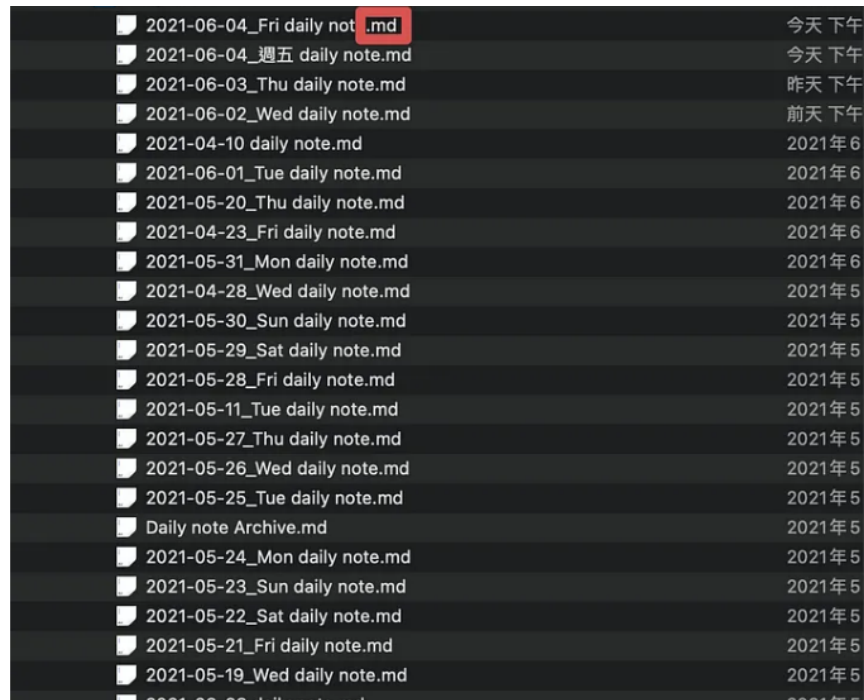 2021-06-04_Fri daily not .md 今天 下午
2021-06-04_週五 daily note.md 今天 下午
2021-06-03_Thu daily note.md 昨天 下午
2021-06-02_Wed daily note.md 前天 下午
2021-04-10 daily note.md 2021年6
2021-06-01_Tue daily note.md 2021年6
2021-05-20_Thu daily note.md 2021年6
2021-04-23_Fri daily note.md 2021年6
2021-05-31_Mon daily note.md 2021年6
2021-04-28_Wed daily note.md 2021年5
2021-05-30_Sun daily note.md 2021年5
2021-05-29_Sat daily note.md 2021年5
2021-05-28_Fri daily note.md 2021年5
2021-05-11_Tue daily note.md 2021年5
2021-05-27_Thu daily note.md 2021年5
2021-05-26_Wed daily note.md 2021年5
2021-05-25_Tue daily note.md 2021年5
Daily note Archive.md 2021年5
2021-05-24_Mon daily note.md 2021年5
2021-05-23_Sun daily note.md 2021年5
2021-05-22_Sat daily note.md 2021年5
2021-05-21_Fri daily note.md 2021年5
2021-05-19_Wed daily note.md 2021年5